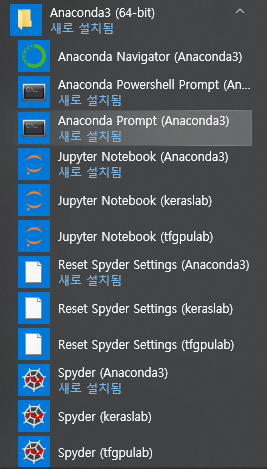 Anaconda3 (64-bit)
새로 설치됨
Anaconda Navigator (Anaconda3)
Anaconda Powershell Prompt (An...
새로 설치됨
Anaconda Prompt (Anaconda3)
새로 설치됨
Jupyter Notebook (Anaconda3)
새로 설치됨
Jupyter Notebook (keraslab)
Jupyter Notebook (tfgpulab)
Reset Spyder Settings (Anaconda3)
새로 설치됨
Reset Spyder Settings (keraslab)
Reset Spyder Settings (tfgpulab)
Spyder (Anaconda3)
새로 설치됨
Spyder (keraslab)
Spyder (tfgpulab)